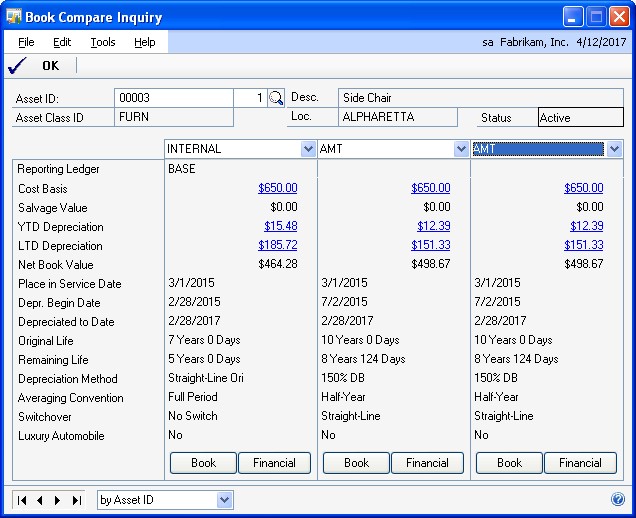 Book Compare Inquiry
File Edit Tools Help sa Fabrikam, Inc. 4/12/2017
OK
Asset ID: 00003 1 Desc. Side Chair
Asset Class ID FURN Loc. ALPHARETTA Status Active
INTERNAL AMT AMT
Reporting Ledger BASE
Cost Basis $650.00 $650.00 $650.00
Salvage Value $0.00 $0.00 $0.00
YTD Depreciation $15.48 $12.39 $12.39
LTD Depreciation $185.72 $151.33 $151.33
Net Book Value $464.28 $498.67 $498.67
Place in Service Date 3/1/2015 3/1/2015 3/1/2015
Depr. Begin Date 2/28/2015 7/2/2015 7/2/2015
Depreciated to Date 2/28/2017 2/28/2017 2/28/2017
Original Life 7 Years 0 Days 10 Years 0 Days 10 Years 0 Days
Remaining Life 5 Years 0 Days 8 Years 124 Days 8 Years 124 Days
Depreciation Method Straight-Line Ori 150% DB 150% DB
Averaging Convention Full Period Half-Year Half-Year
Switchover No Switch Straight-Line Straight-Line
Luxury Automobile No No No
Book Financial Book Financial Book Financial
by Asset ID